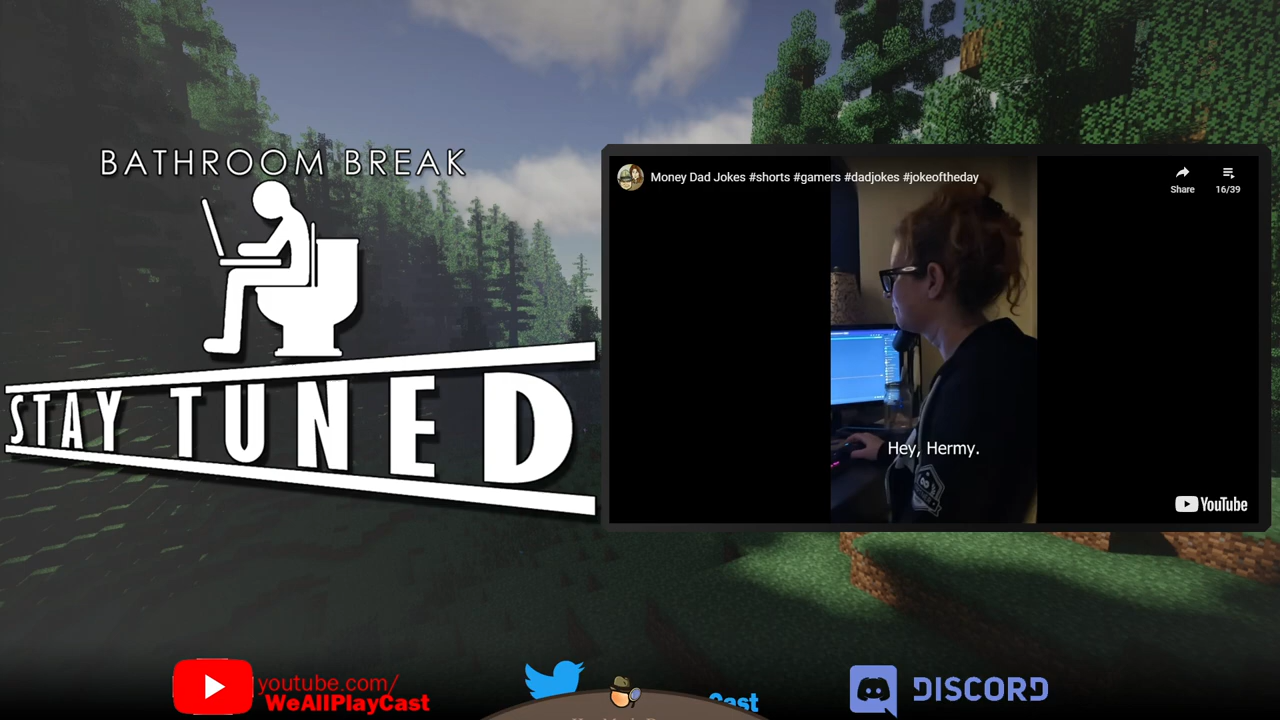 BATHROOM BREAK
STAY TUNED
Money Dad Jokes #shorts #gamers #dadjokes #jokeoftheday
Share
16/39
Hey, Hermy.
YouTube
youtube.com/
WeAllPlayCast
DISCORD